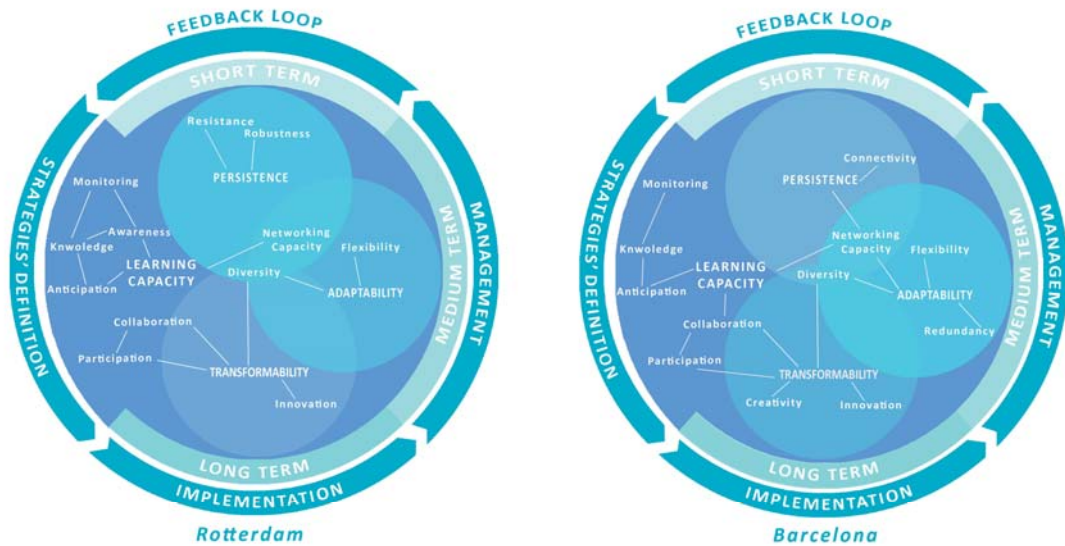 FEEDBACK LOOP
SHORT TERM
Resistance
Robustness
PERSISTENCE
Monitoring
Awareness
Knwoledge
LEARNING
CAPACITY
Anticipation
Networking
Capacity
Flexibility
Diversity
ADAPTABILITY
Collaboration
Participation
TRANSFORMABILITY
Innovation
STRATEGIES' DEFINITION
MANAGEMENT
MEDIUM TERM
LONG TERM
IMPLEMENTATION
Rotterdam
FEEDBACK LOOP
SHORT TERM
Connectivity
PERSISTENCE
Monitoring
Knwoledge
LEARNING
CAPACITY
Anticipation
Networking
Capacity
Flexibility
Diversity
ADAPTABILITY
Redundancy
Collaboration
Participation
TRANSFORMABILITY
Creativity
Innovation
STRATEGIES' DEFINITION
MANAGEMENT
MEDIUM TERM
LONG TERM
IMPLEMENTATION
Barcelona